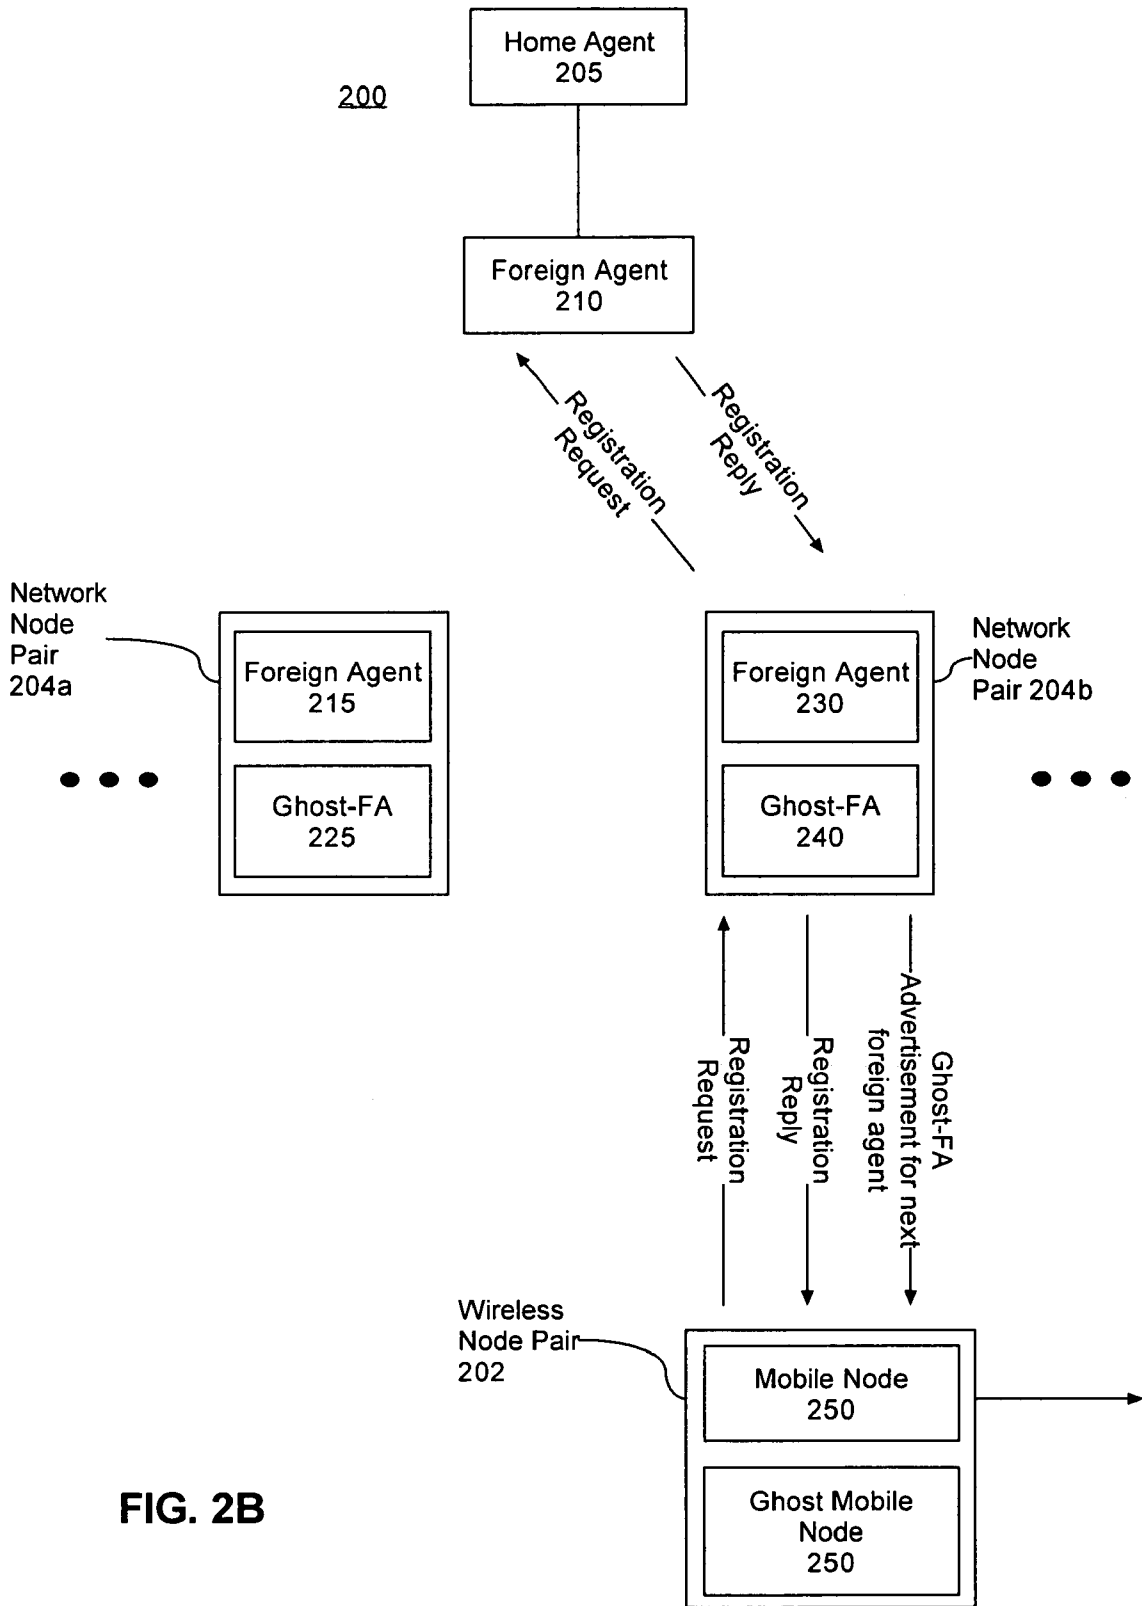 Home Agent
205
200
Foreign Agent
210
Registration
Request
Registration
Reply
Network
Node
Pair
204a
Foreign Agent
215
Ghost-FA
225
Foreign Agent
230
Ghost-FA
240
Network
Node
Pair 204b
Registration
Request
Registration
Reply
Ghost-FA
Advertisement for next
foreign agent
Wireless
Node Pair
202
Mobile Node
250
Ghost Mobile
Node
250
FIG. 2B